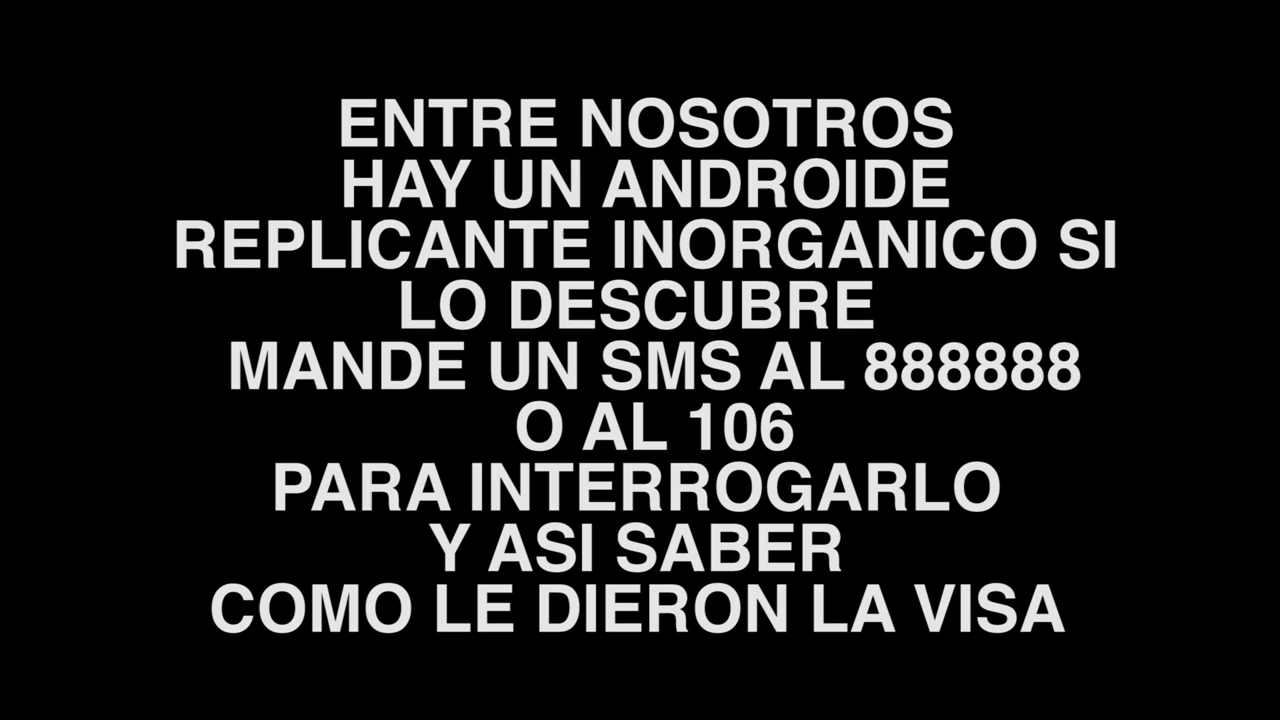 ENTRE NOSOTROS
HAY UN ANDROIDE
REPLICANTE INORGANICO SI
LO DESCUBRE
MANDE UN SMS AL 888888
O AL 106
PARA INTERROGARLO
Y ASI SABER
COMO LE DIERON LA VISA